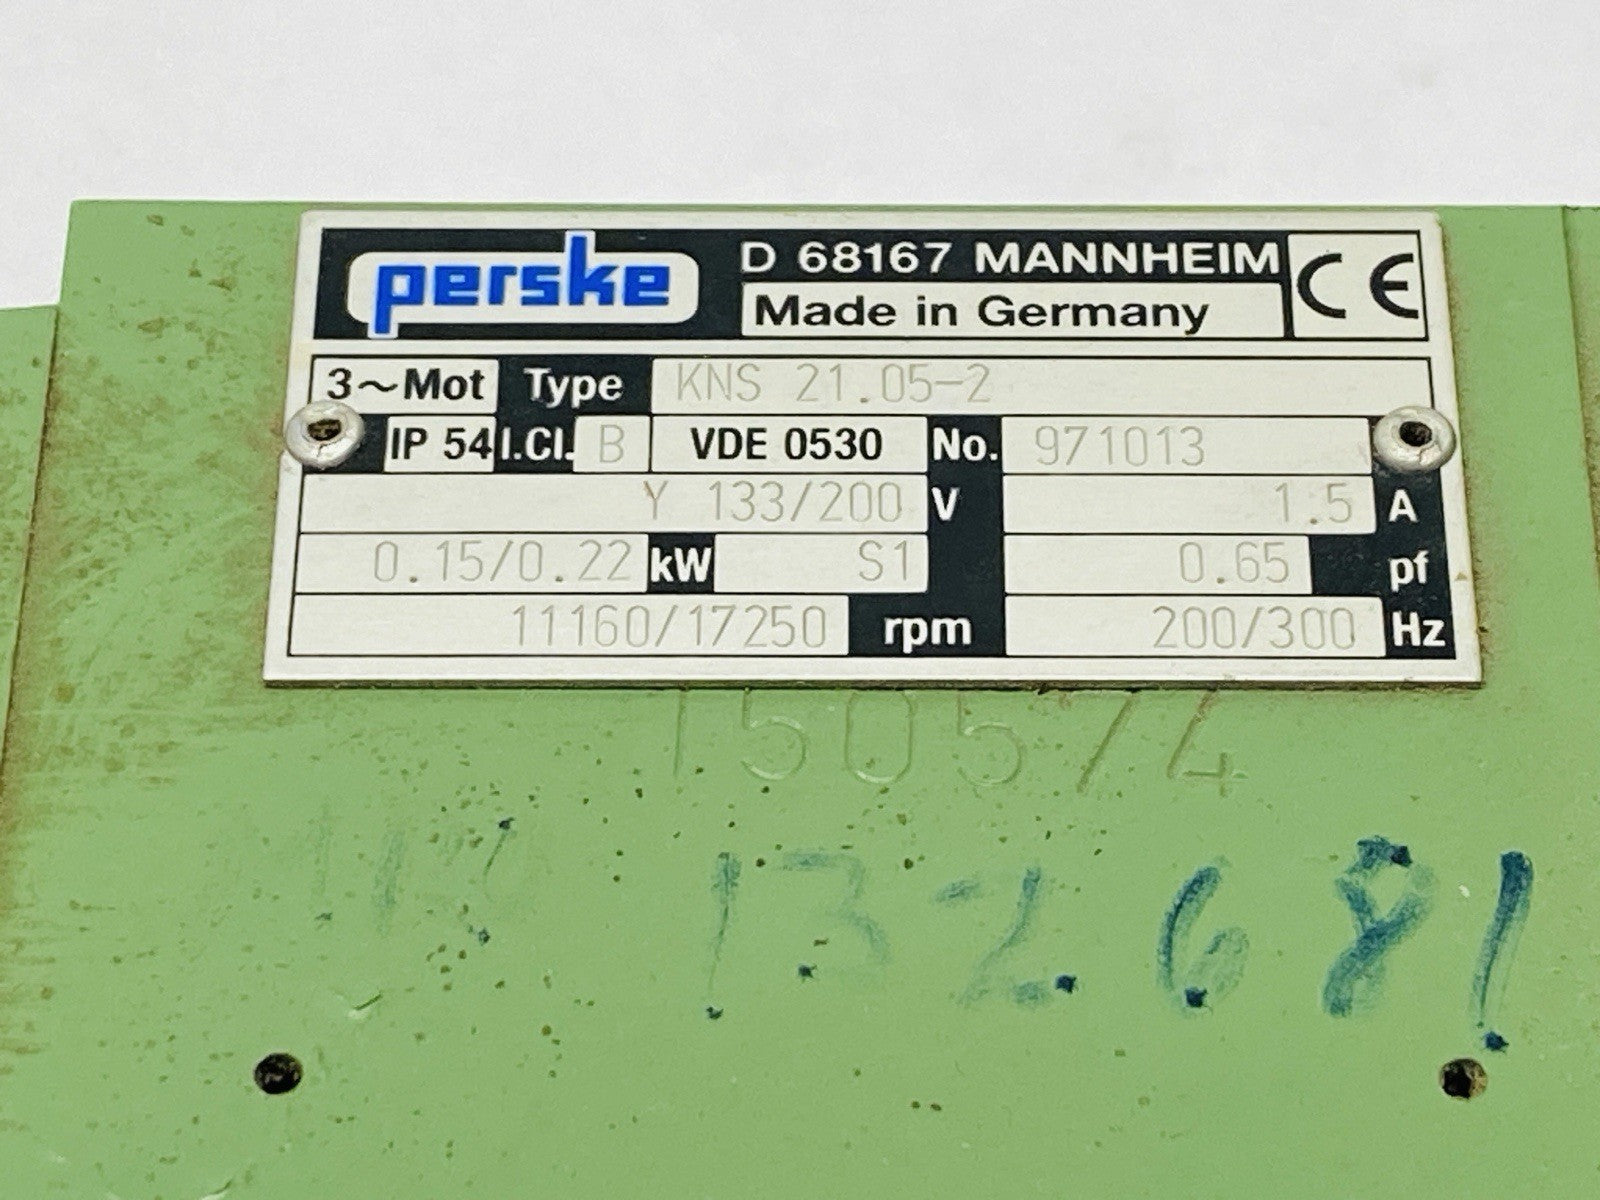 perske D 68167 MANNHEIM CE
Made in Germany
3~Mot Type KNS 21.05-2
IP 54 I.Cl. B VDE 0530 No. 971013
Y 133/200 V 1.5 A
0.15/0.22 kW S1 0.65 pf
11160/17250 rpm 200/300 Hz
150574
132681